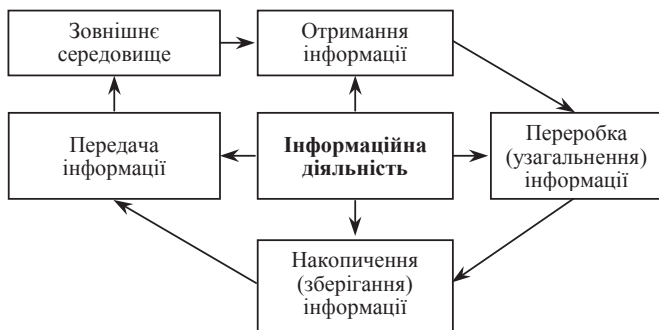 Зовнішнє
середовище
Отримання
інформації
Передача
інформації
Інформаційна
діяльність
Переробка
(узагальнення)
інформації
Накопичення
(зберігання)
інформації